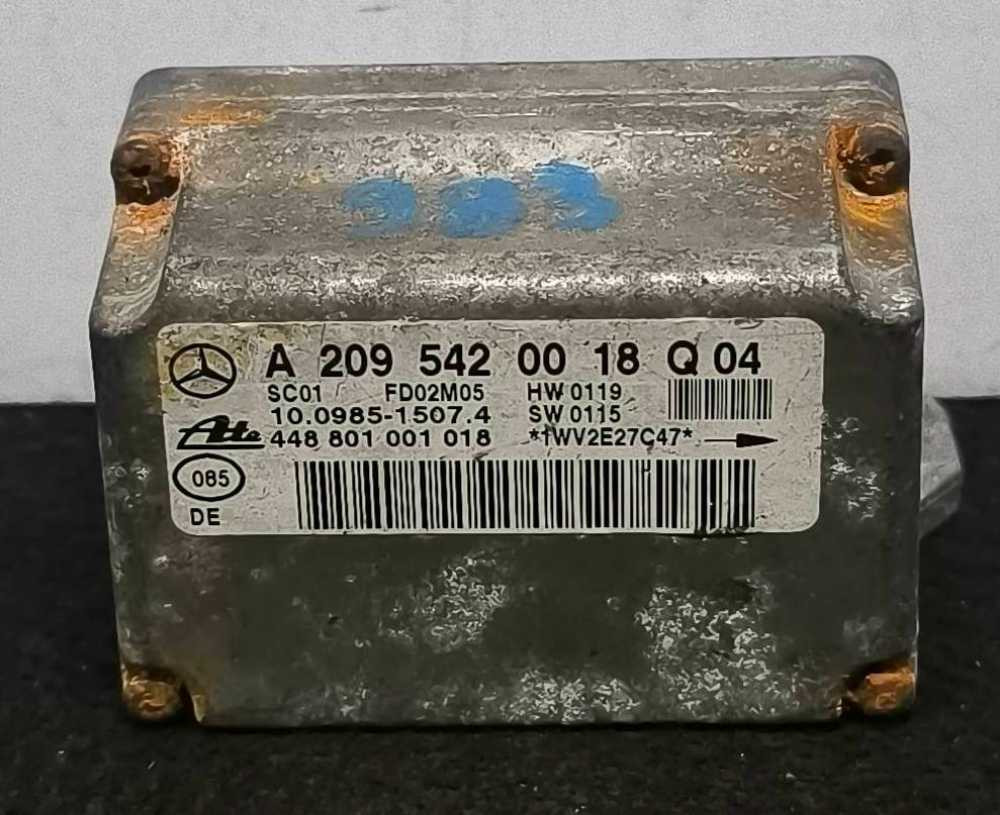 A 209 542 00 18 Q 04
SC01 FD02M05 HW 0119
10.0985-1507.4 SW 0115
Ate 448 801 001 018 *1WV2E27C47*
085
DE